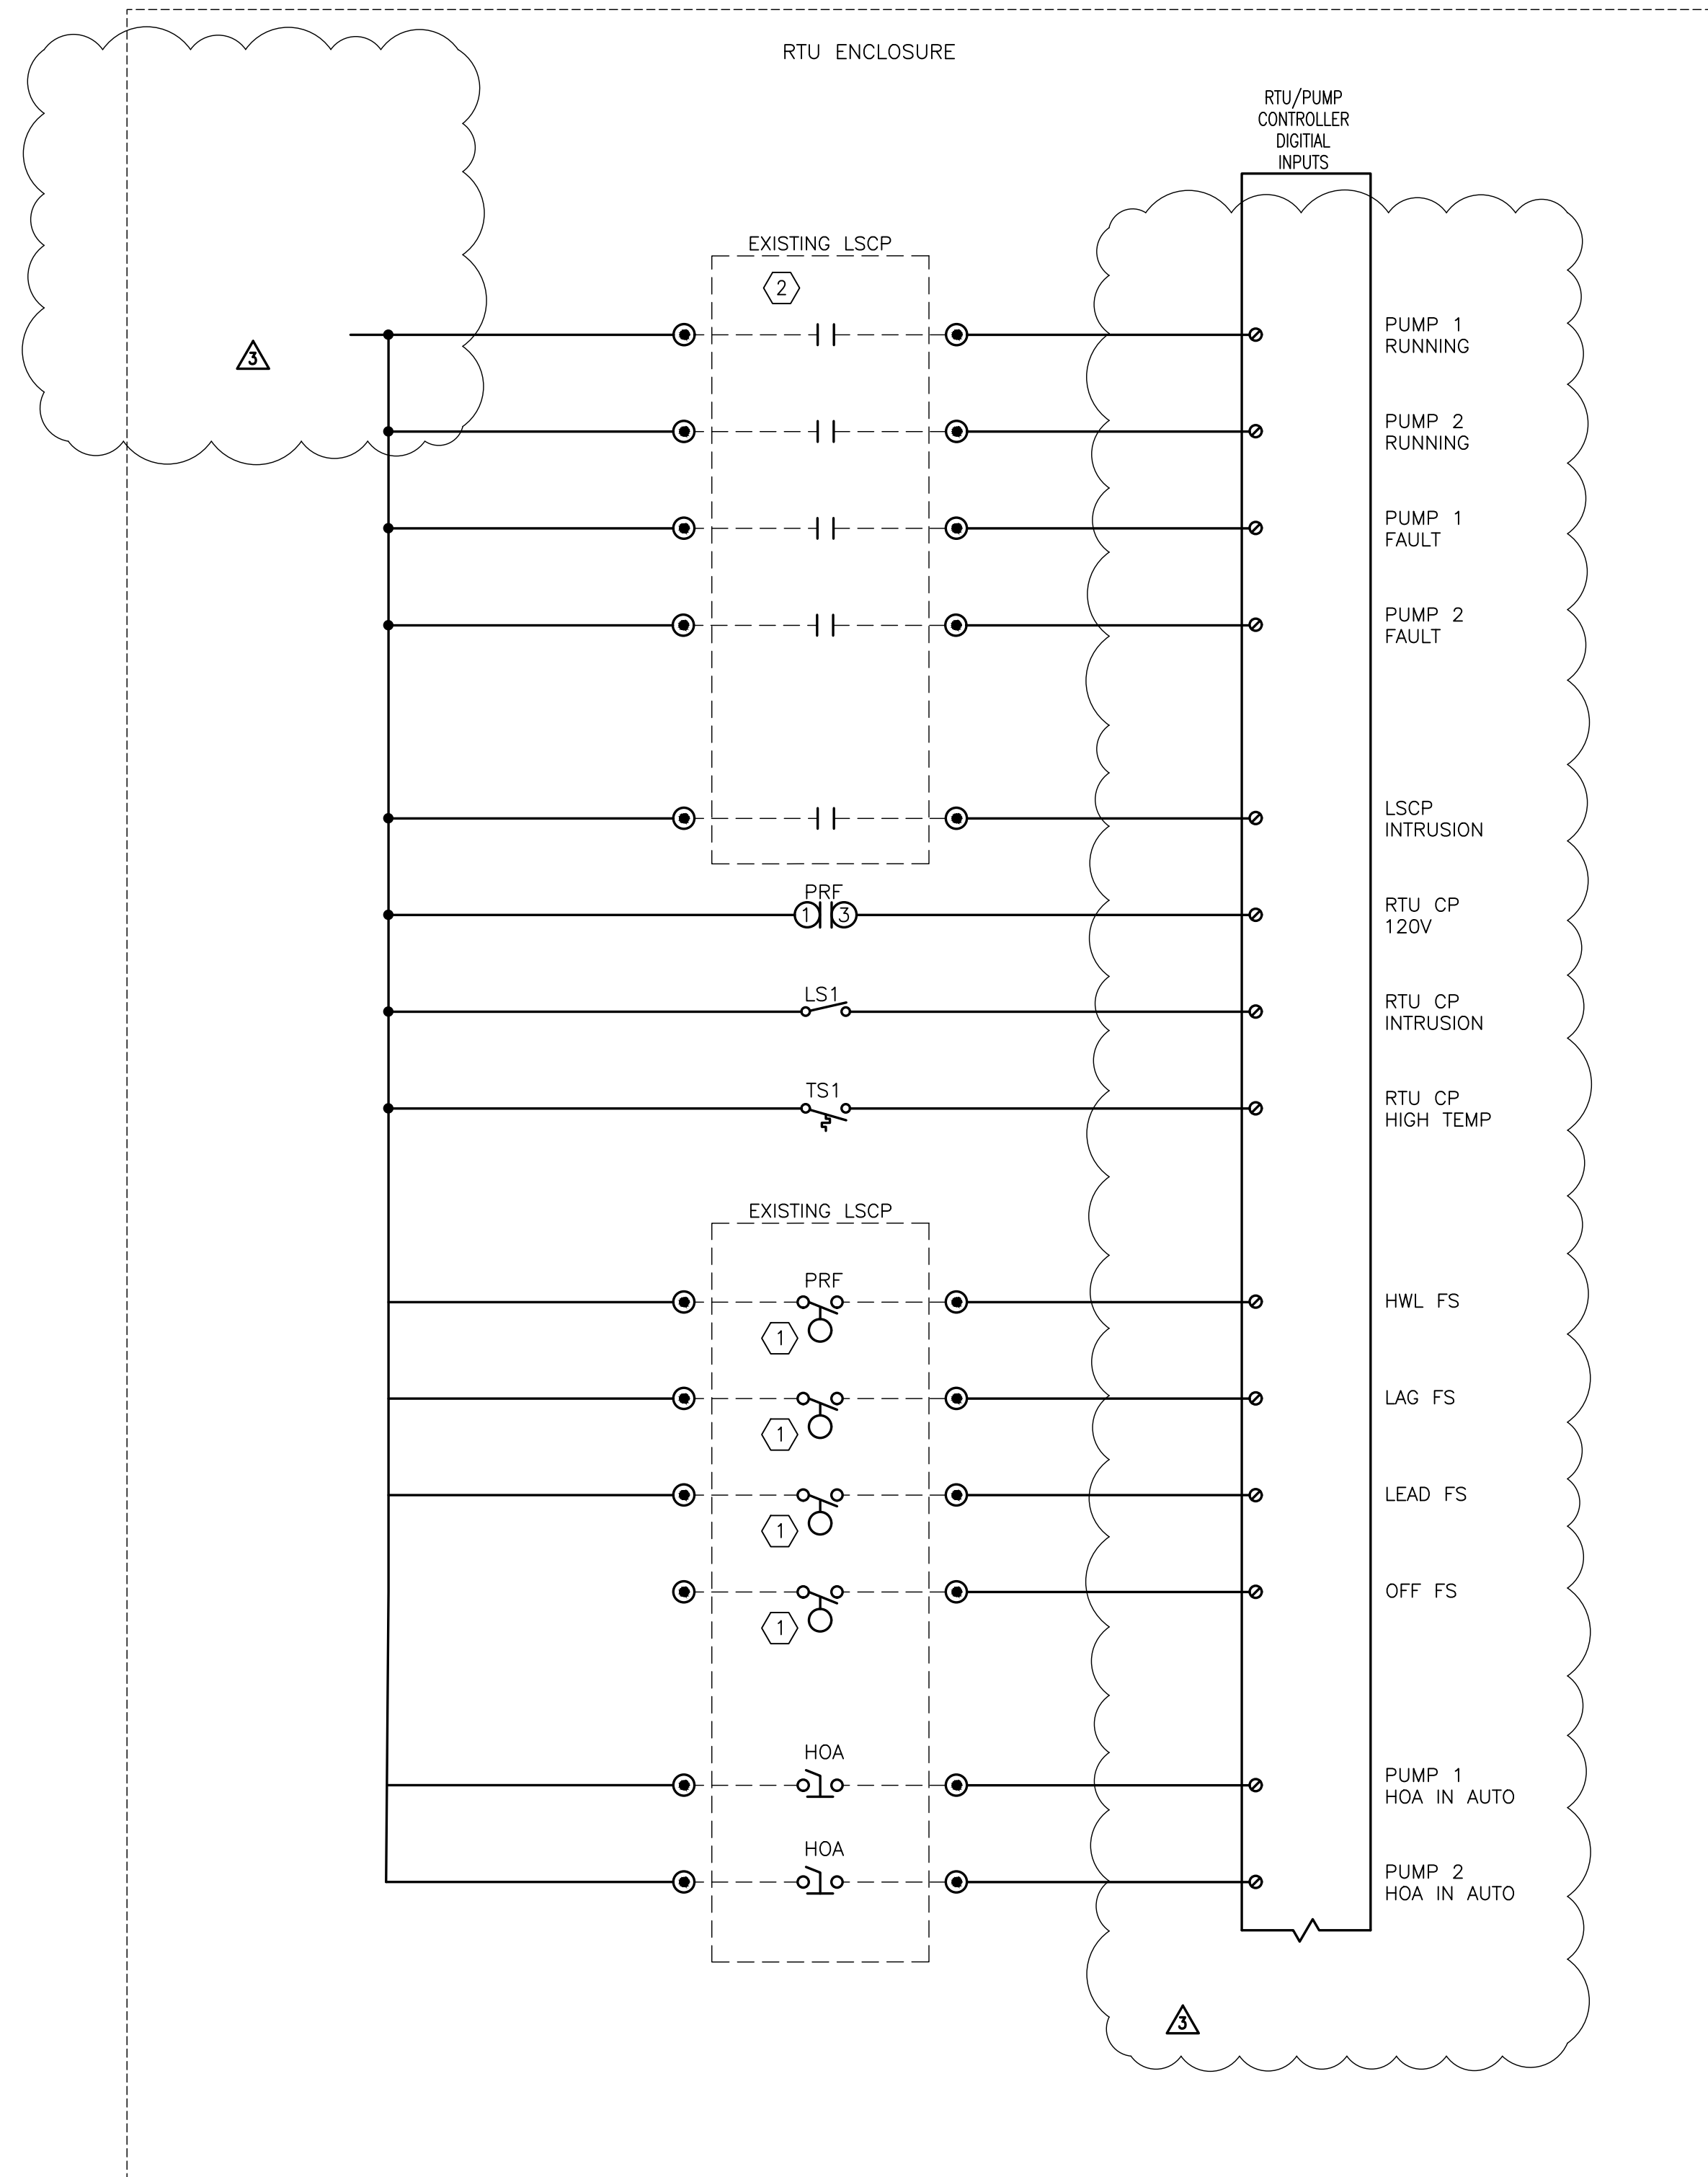 RTU ENCLOSURE
RTU/PUMP
CONTROLLER
DIGITIAL
INPUTS
EXISTING LSCP
2
3
PUMP 1
RUNNING
PUMP 2
RUNNING
PUMP 1
FAULT
PUMP 2
FAULT
LSCP
INTRUSION
PRF
1 3
RTU CP
120V
LS1
RTU CP
INTRUSION
TS1
RTU CP
HIGH TEMP
EXISTING LSCP
PRF
1
HWL FS
1
LAG FS
1
LEAD FS
1
OFF FS
HOA
PUMP 1
HOA IN AUTO
HOA
PUMP 2
HOA IN AUTO
3